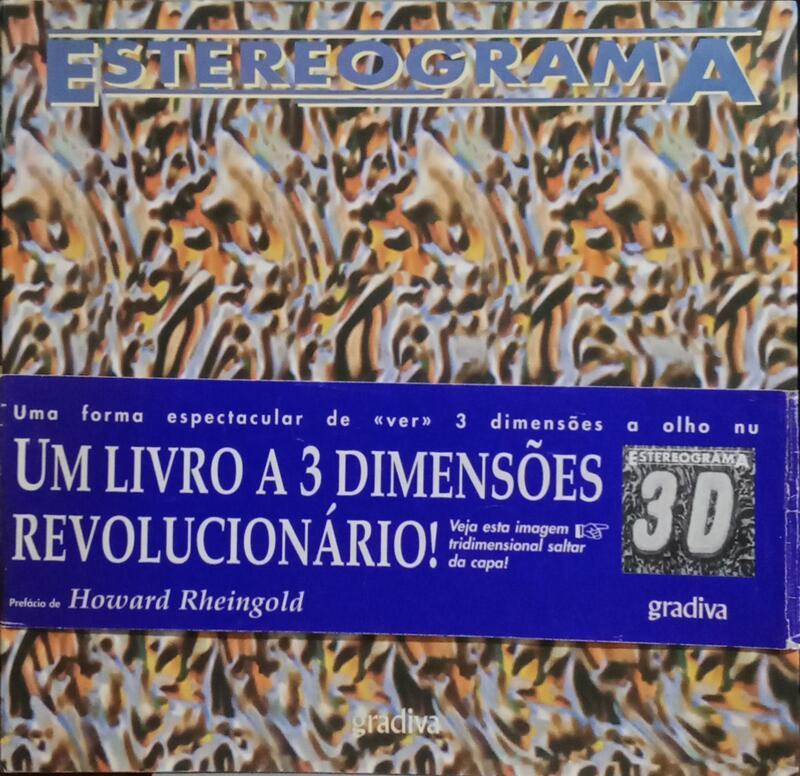 ESTEREOGRAMA
Uma forma espectacular de «ver» 3 dimensões a olho nu
UM LIVRO A 3 DIMENSÕES
REVOLUCIONÁRIO!
Veja esta imagem
tridimensional saltar
da capa!
ESTEREOGRAMA
3D
Prefácio de Howard Rheingold
gradiva
gradiva